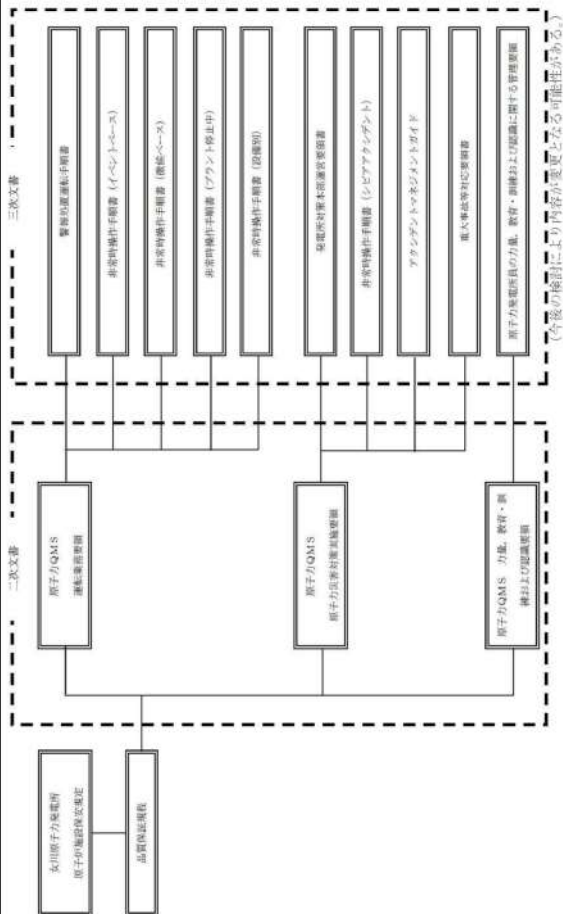 女川原子力発電所
原子炉施設保安規定
品質保証規程
二次文書
原子力QMS
運転業務要領
原子力QMS
原子力災害対策実施要領
原子力QMS　力量，教育・訓
練および認識要領
三次文書
警報処置運転手順書
非常時操作手順書（イベントベース）
非常時操作手順書（徴候ベース）
非常時操作手順書（プラント停止中）
非常時操作手順書（設備別）
発電所対策本部運営要領書
非常時操作手順書（シビアアクシデント）
アクシデントマネジメントガイド
重大事故等対応要領書
原子力発電所員の力量，教育・訓練および認識に関する管理要領
（今後の検討により内容が変更となる可能性がある。）